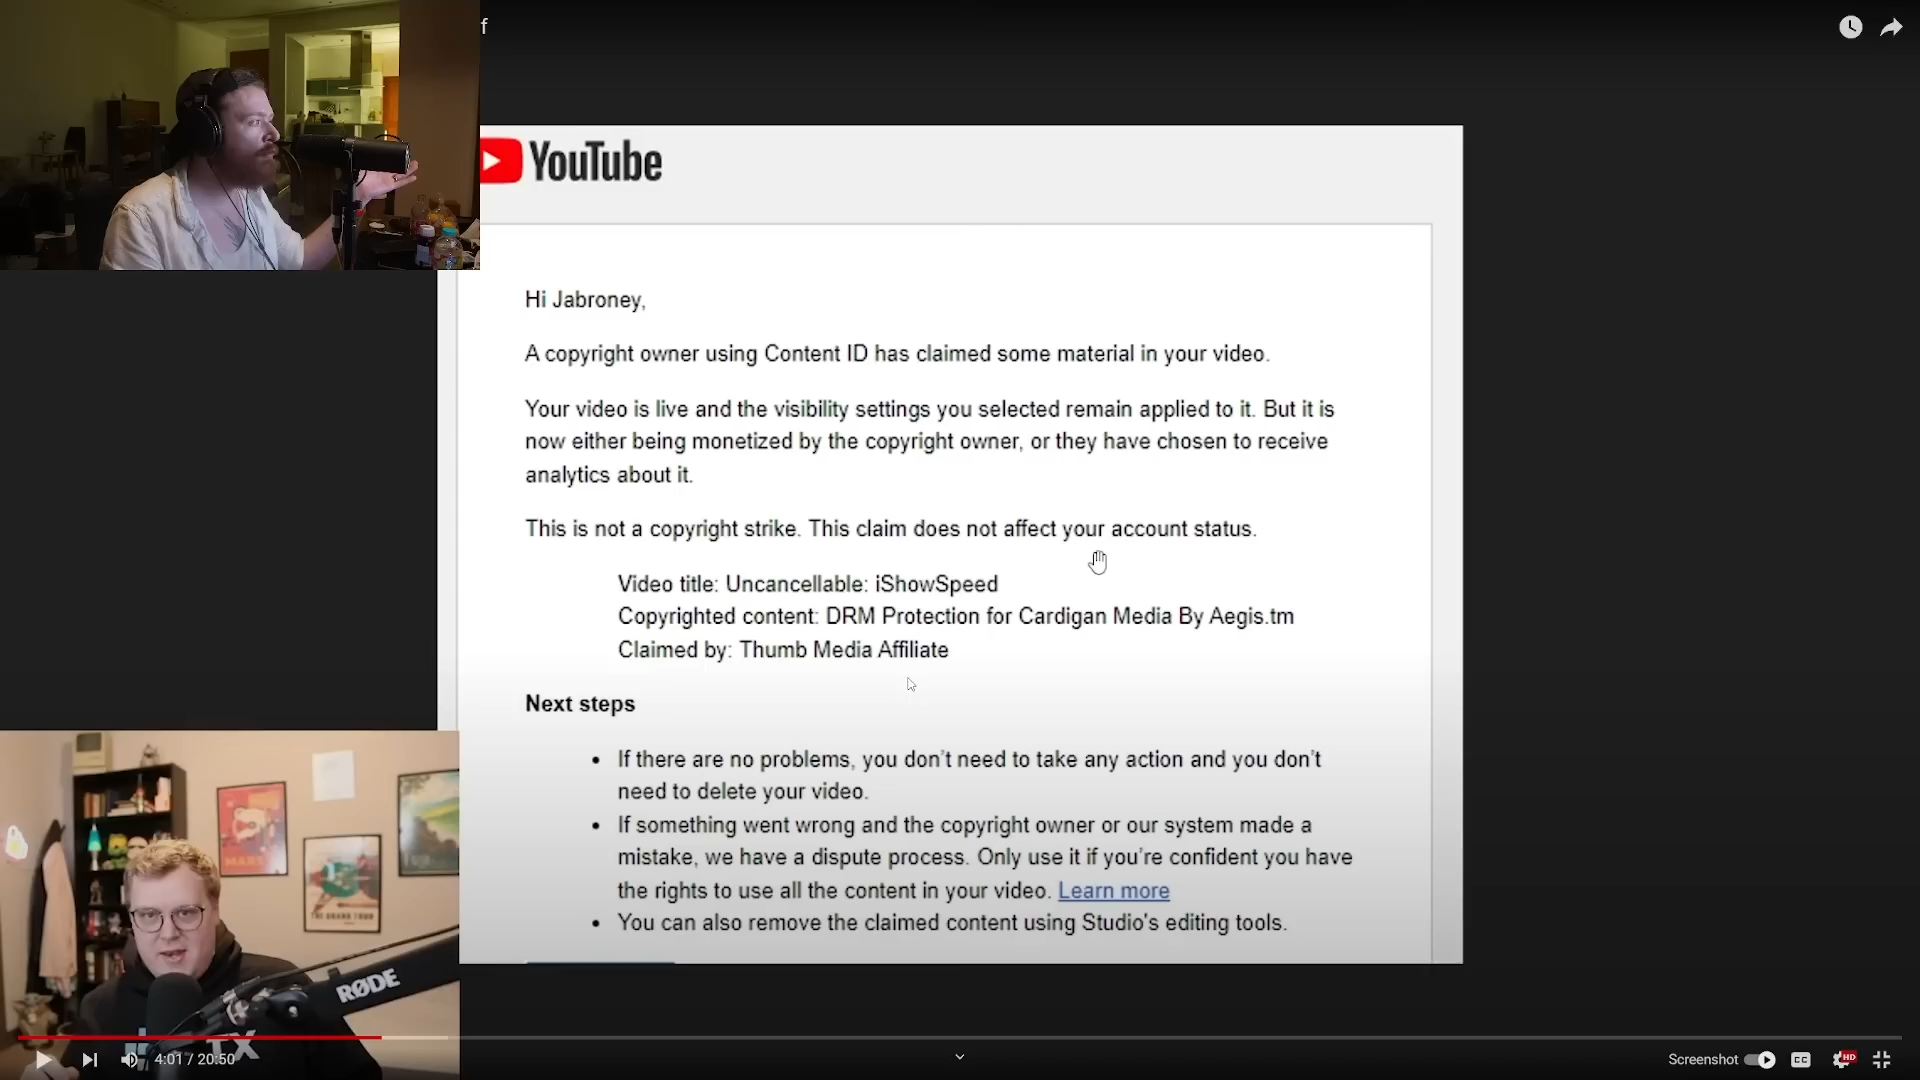 f
YouTube
Hi Jabroney,
A copyright owner using Content ID has claimed some material in your video.
Your video is live and the visibility settings you selected remain applied to it. But it is
now either being monetized by the copyright owner, or they have chosen to receive
analytics about it.
This is not a copyright strike. This claim does not affect your account status.
Video title: Uncancellable: iShowSpeed
Copyrighted content: DRM Protection for Cardigan Media By Aegis.tm
Claimed by: Thumb Media Affiliate
Next steps
• If there are no problems, you don't need to take any action and you don't
need to delete your video.
• If something went wrong and the copyright owner or our system made a
mistake, we have a dispute process. Only use it if you're confident you have
the rights to use all the content in your video. Learn more
• You can also remove the claimed content using Studio's editing tools.
MARS
THE GRAND TOUR
RØDE
TX
4:01 / 20:50
Screenshot
CC
HD